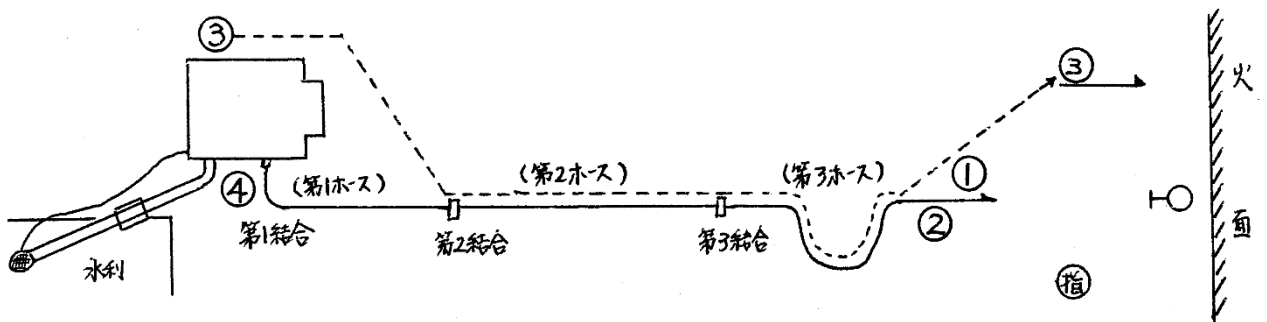 ③
③
火
(第1ホース)
(第2ホース)
(第3ホース)
①
④
②
面
第1結合
第2結合
第3結合
水利
指